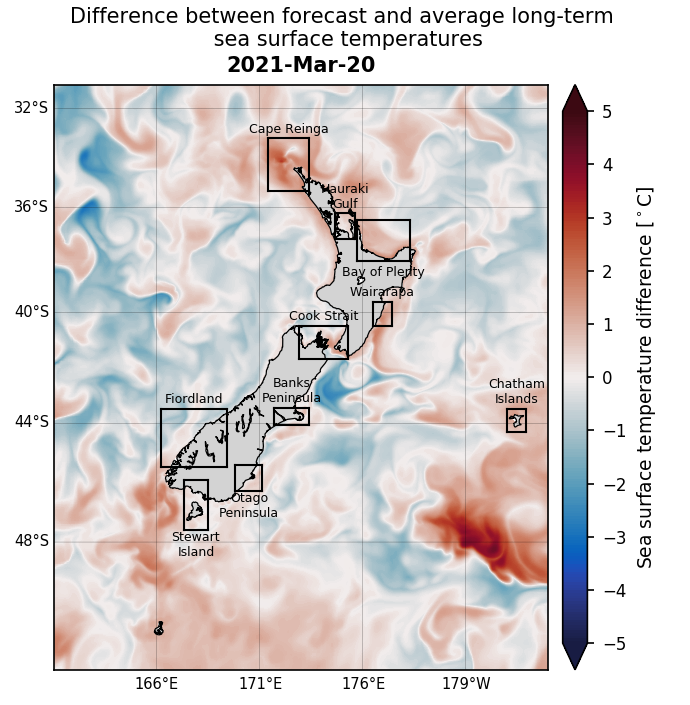 Difference between forecast and average long-term
sea surface temperatures
2021-Mar-20
32°S
36°S
40°S
44°S
48°S
166°E
171°E
176°E
179°W
Cape Reinga
Hauraki
Gulf
Bay of Plenty
Wairarapa
Cook Strait
Banks
Peninsula
Fiordland
Chatham
Islands
Otago
Peninsula
Stewart
Island
5
4
3
2
1
0
−1
−2
−3
−4
−5
Sea surface temperature difference [°C]